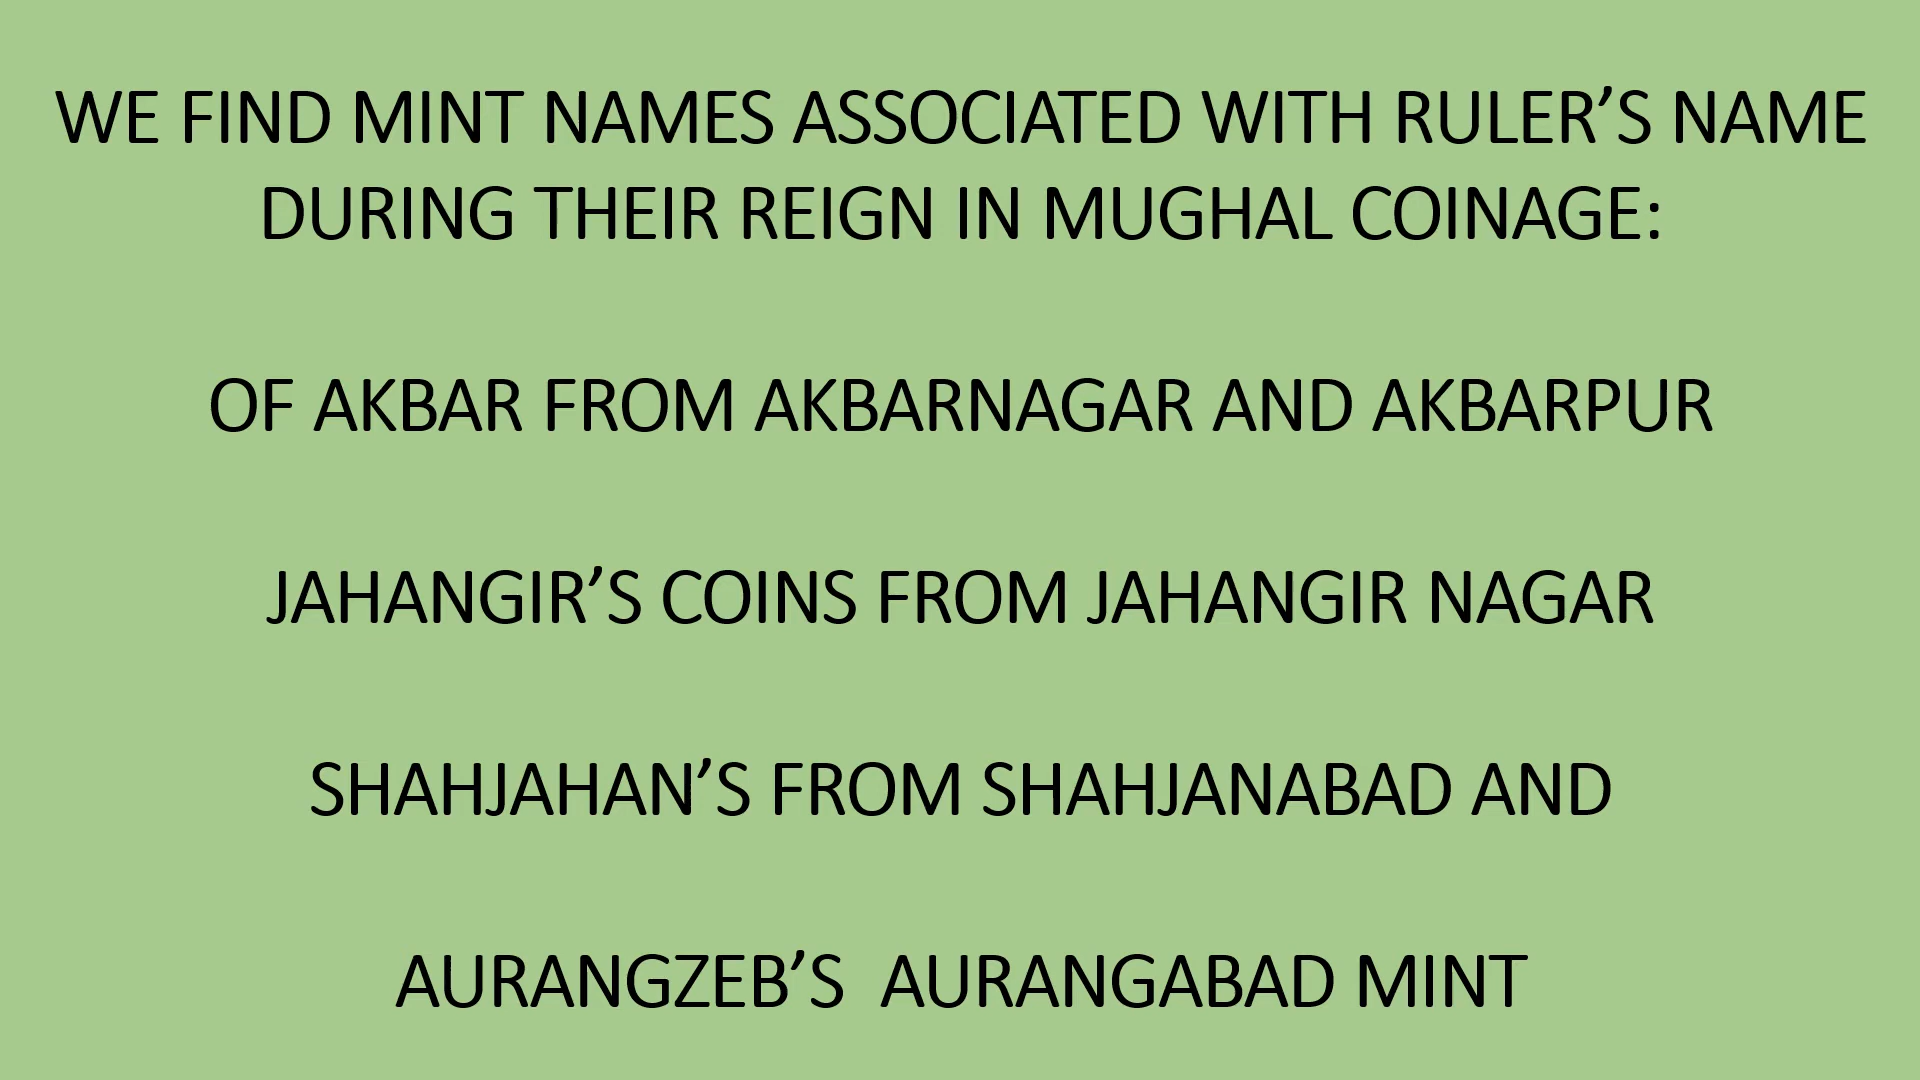 WE FIND MINT NAMES ASSOCIATED WITH RULER’S NAME
DURING THEIR REIGN IN MUGHAL COINAGE:
OF AKBAR FROM AKBARNAGAR AND AKBARPUR
JAHANGIR’S COINS FROM JAHANGIR NAGAR
SHAHJAHAN’S FROM SHAHJANABAD AND
AURANGZEB’S  AURANGABAD MINT